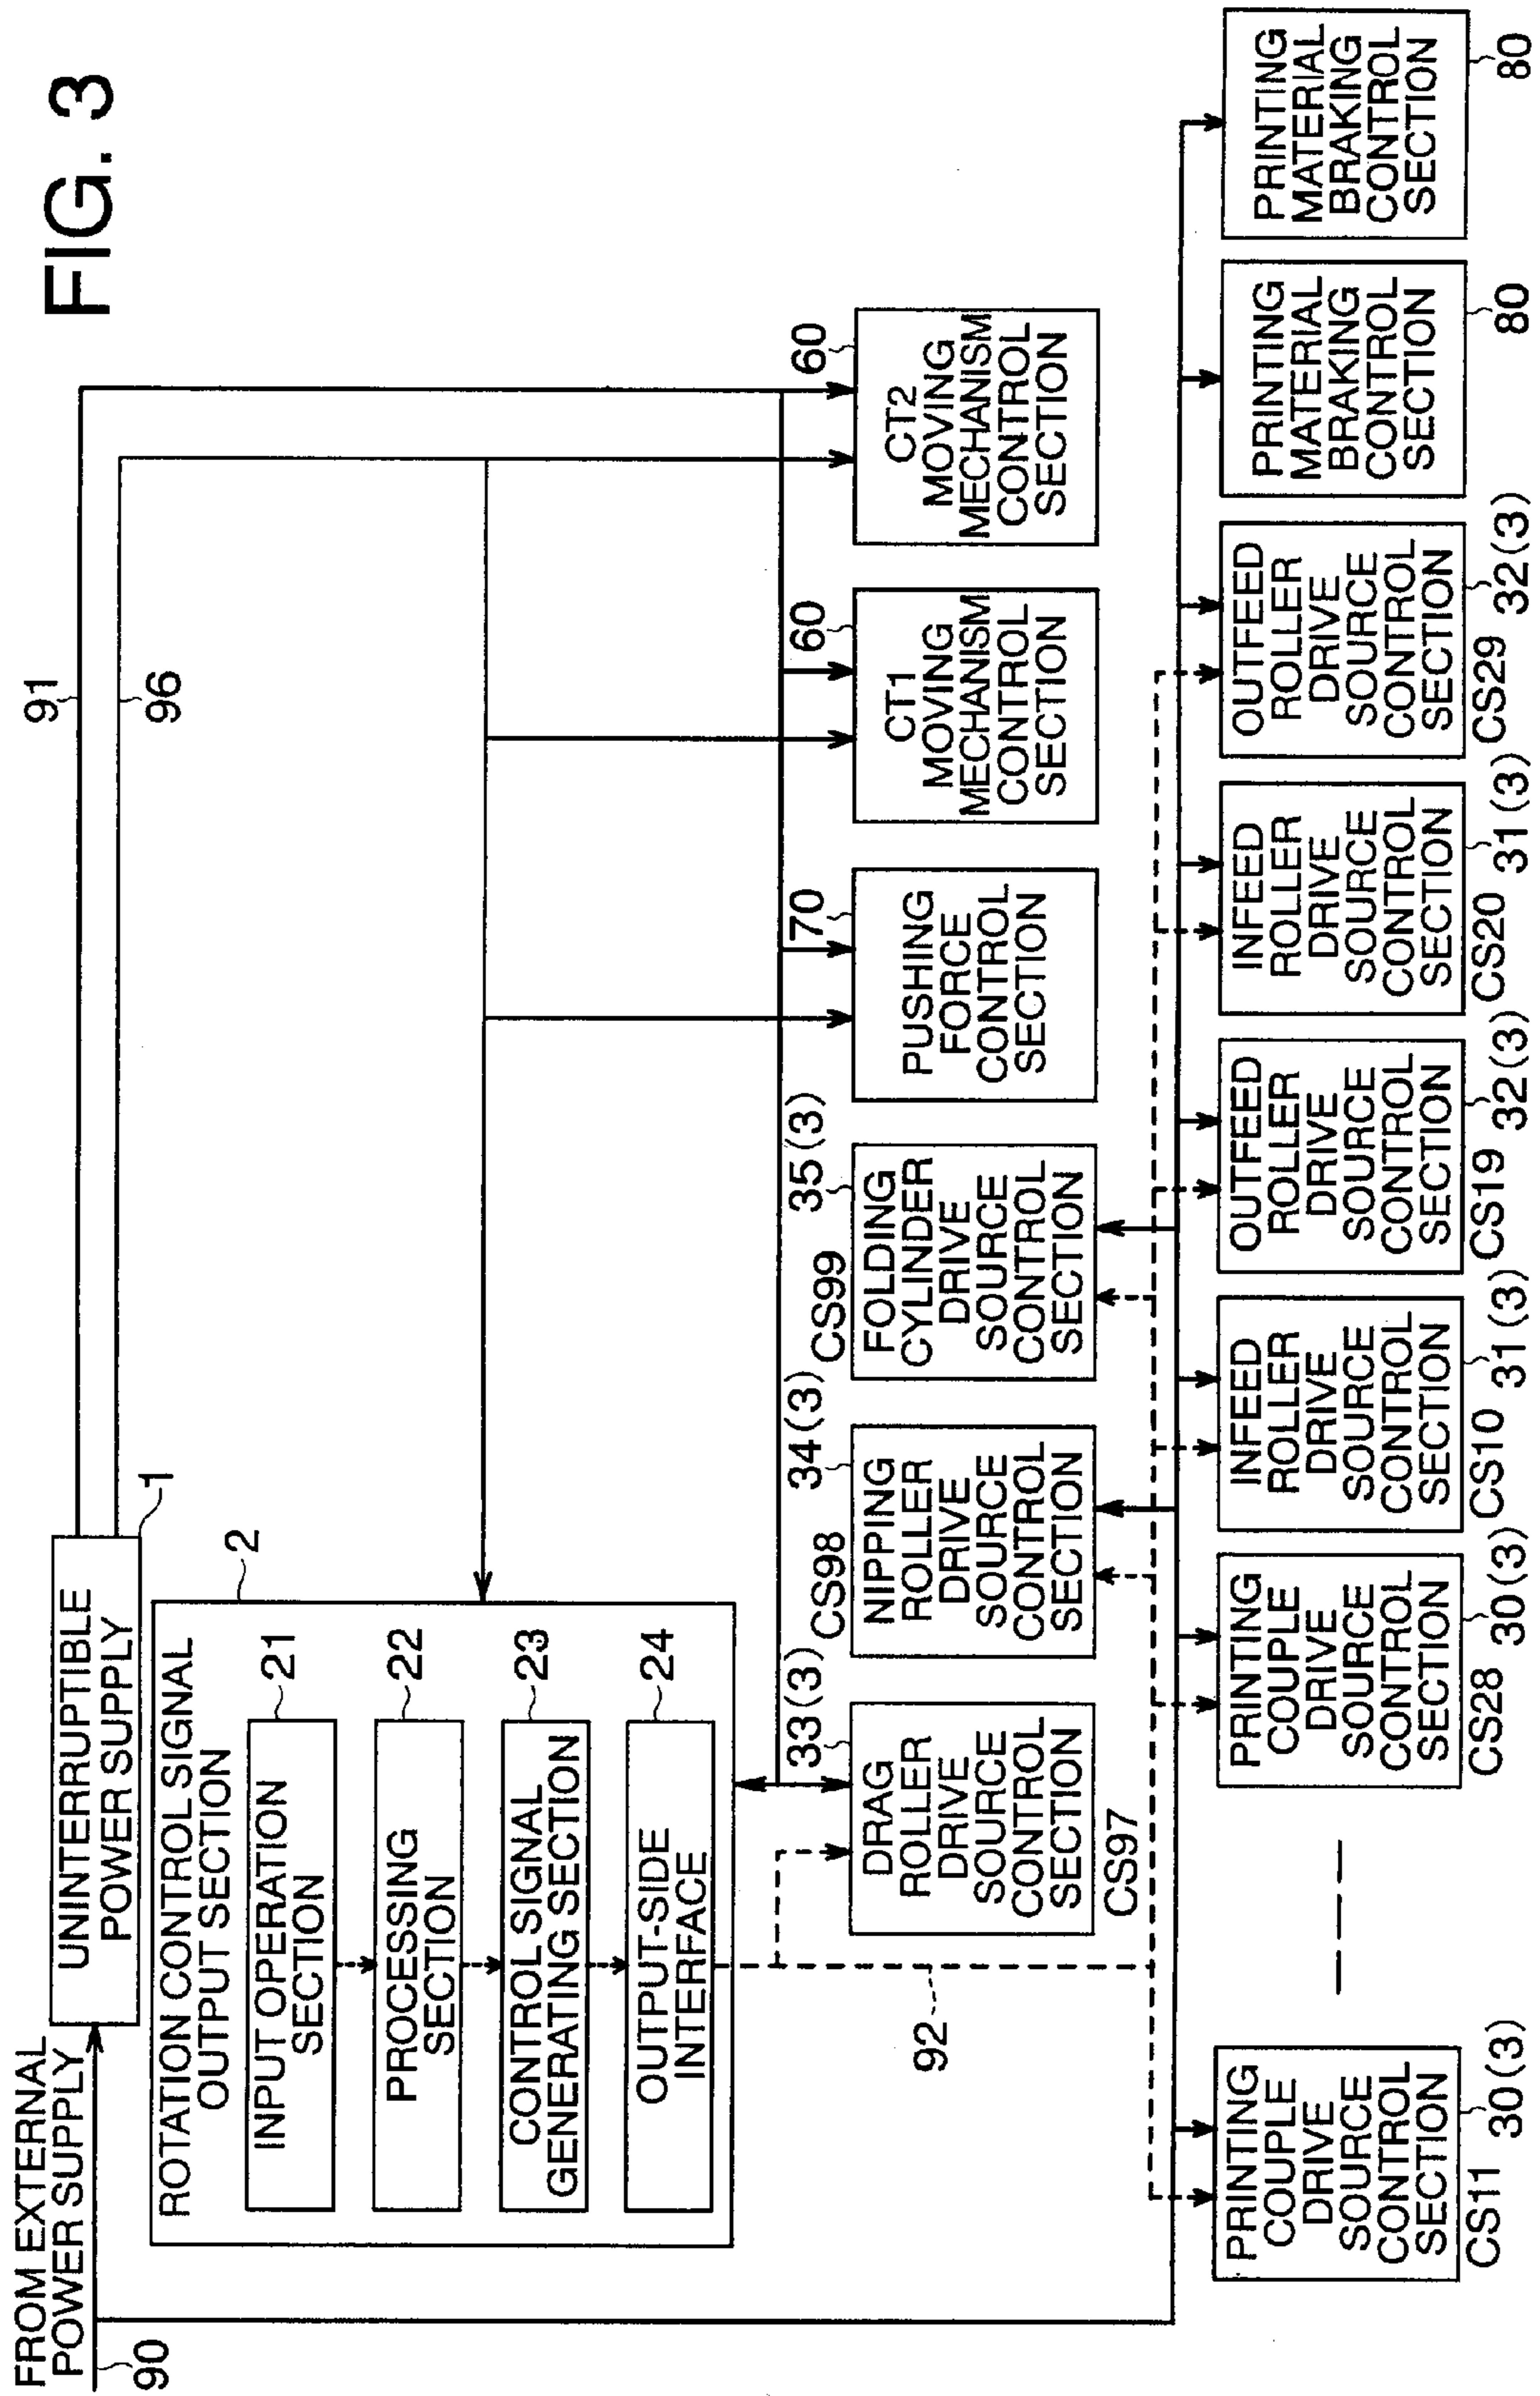 FIG. 3
FROM EXTERNAL
POWER SUPPLY
90
UNINTERRUPTIBLE
POWER SUPPLY
1
91
96
ROTATION CONTROL SIGNAL
OUTPUT SECTION
2
INPUT OPERATION
SECTION
21
PROCESSING
SECTION
22
CONTROL SIGNAL
GENERATING SECTION
23
OUTPUT-SIDE
INTERFACE
24
92
33(3)
DRAG
ROLLER
DRIVE
SOURCE
CONTROL
SECTION
CS97
34(3)
CS98
NIPPING
ROLLER
DRIVE
SOURCE
CONTROL
SECTION
35(3)
CS99
FOLDING
CYLINDER
DRIVE
SOURCE
CONTROL
SECTION
70
PUSHING
FORCE
CONTROL
SECTION
60
CT1
MOVING
MECHANISM
CONTROL
SECTION
60
CT2
MOVING
MECHANISM
CONTROL
SECTION
PRINTING
COUPLE
DRIVE
SOURCE
CONTROL
SECTION
CS11
30(3)
PRINTING
COUPLE
DRIVE
SOURCE
CONTROL
SECTION
CS28
30(3)
INFEED
ROLLER
DRIVE
SOURCE
CONTROL
SECTION
CS10
31(3)
OUTFEED
ROLLER
DRIVE
SOURCE
CONTROL
SECTION
CS19
32(3)
INFEED
ROLLER
DRIVE
SOURCE
CONTROL
SECTION
CS20
31(3)
OUTFEED
ROLLER
DRIVE
SOURCE
CONTROL
SECTION
CS29
32(3)
PRINTING
MATERIAL
BRAKING
CONTROL
SECTION
80
PRINTING
MATERIAL
BRAKING
CONTROL
SECTION
80